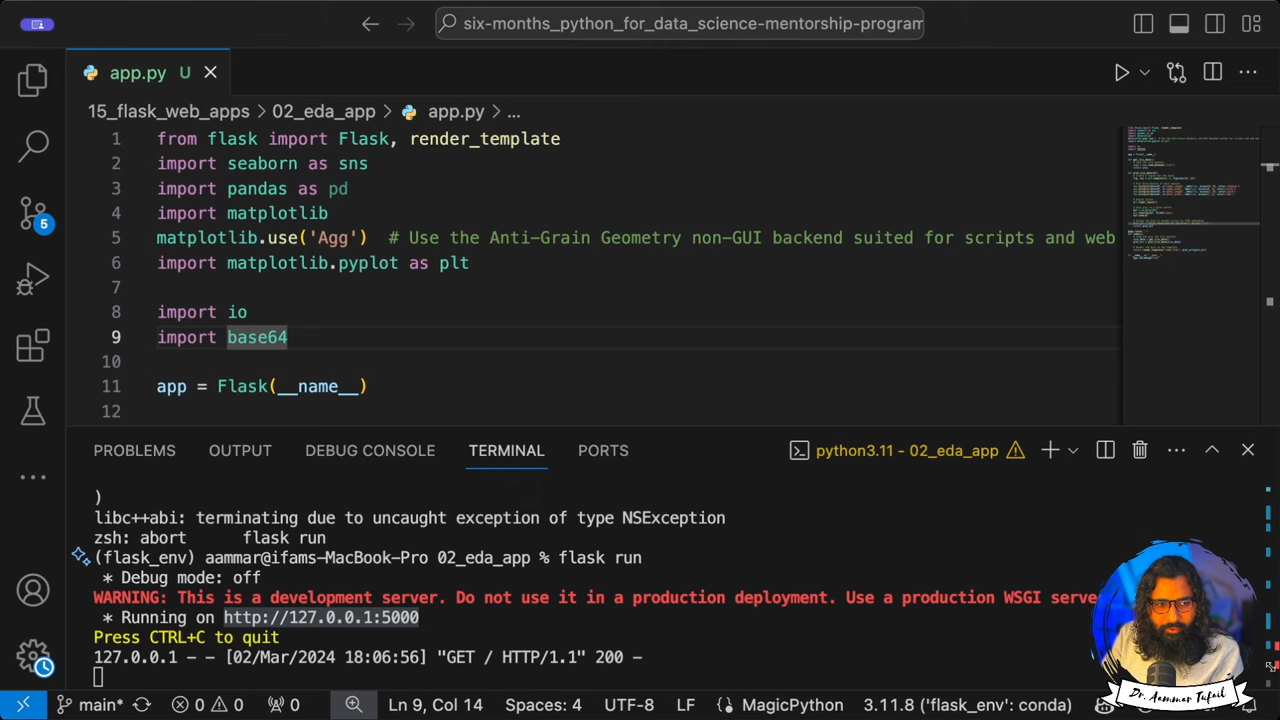 six-months_python_for_data_science-mentorship-program
app.py U
15_flask_web_apps > 02_eda_app > app.py > ...
1 from flask import Flask, render_template
2 import seaborn as sns
3 import pandas as pd
4 import matplotlib
5 matplotlib.use('Agg') # Use the Anti-Grain Geometry non-GUI backend suited for scripts and web
6 import matplotlib.pyplot as plt
7
8 import io
9 import base64
10
11 app = Flask(__name__)
12
5
PROBLEMS OUTPUT DEBUG CONSOLE TERMINAL PORTS
python3.11 - 02_eda_app
)
libc++abi: terminating due to uncaught exception of type NSException
zsh: abort flask run
(flask_env) aammar@ifams-MacBook-Pro 02_eda_app % flask run
* Debug mode: off
WARNING: This is a development server. Do not use it in a production deployment. Use a production WSGI serve
* Running on http://127.0.0.1:5000
Press CTRL+C to quit
127.0.0.1 - - [02/Mar/2024 18:06:56] "GET / HTTP/1.1" 200 -
Dr. Aammar Tufail
main* 0 0 0 Ln 9, Col Spaces: 4 UTF-8 LF MagicPython 3.11.8 ('flask_env': conda)